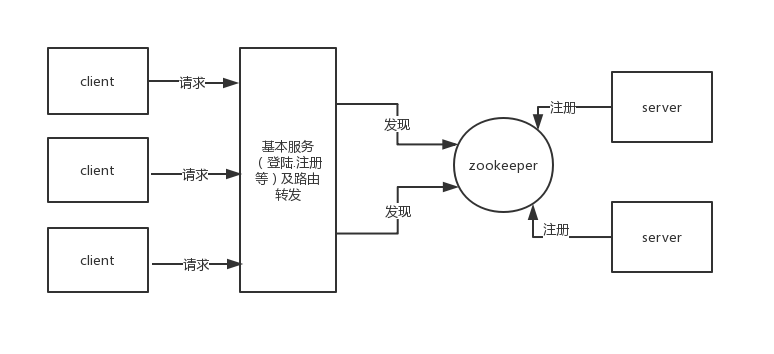 client
请求
client
请求
client
请求
基本服务
（登陆.注册
等）及路由
转发
发现
发现
zookeeper
注册
server
注册
server